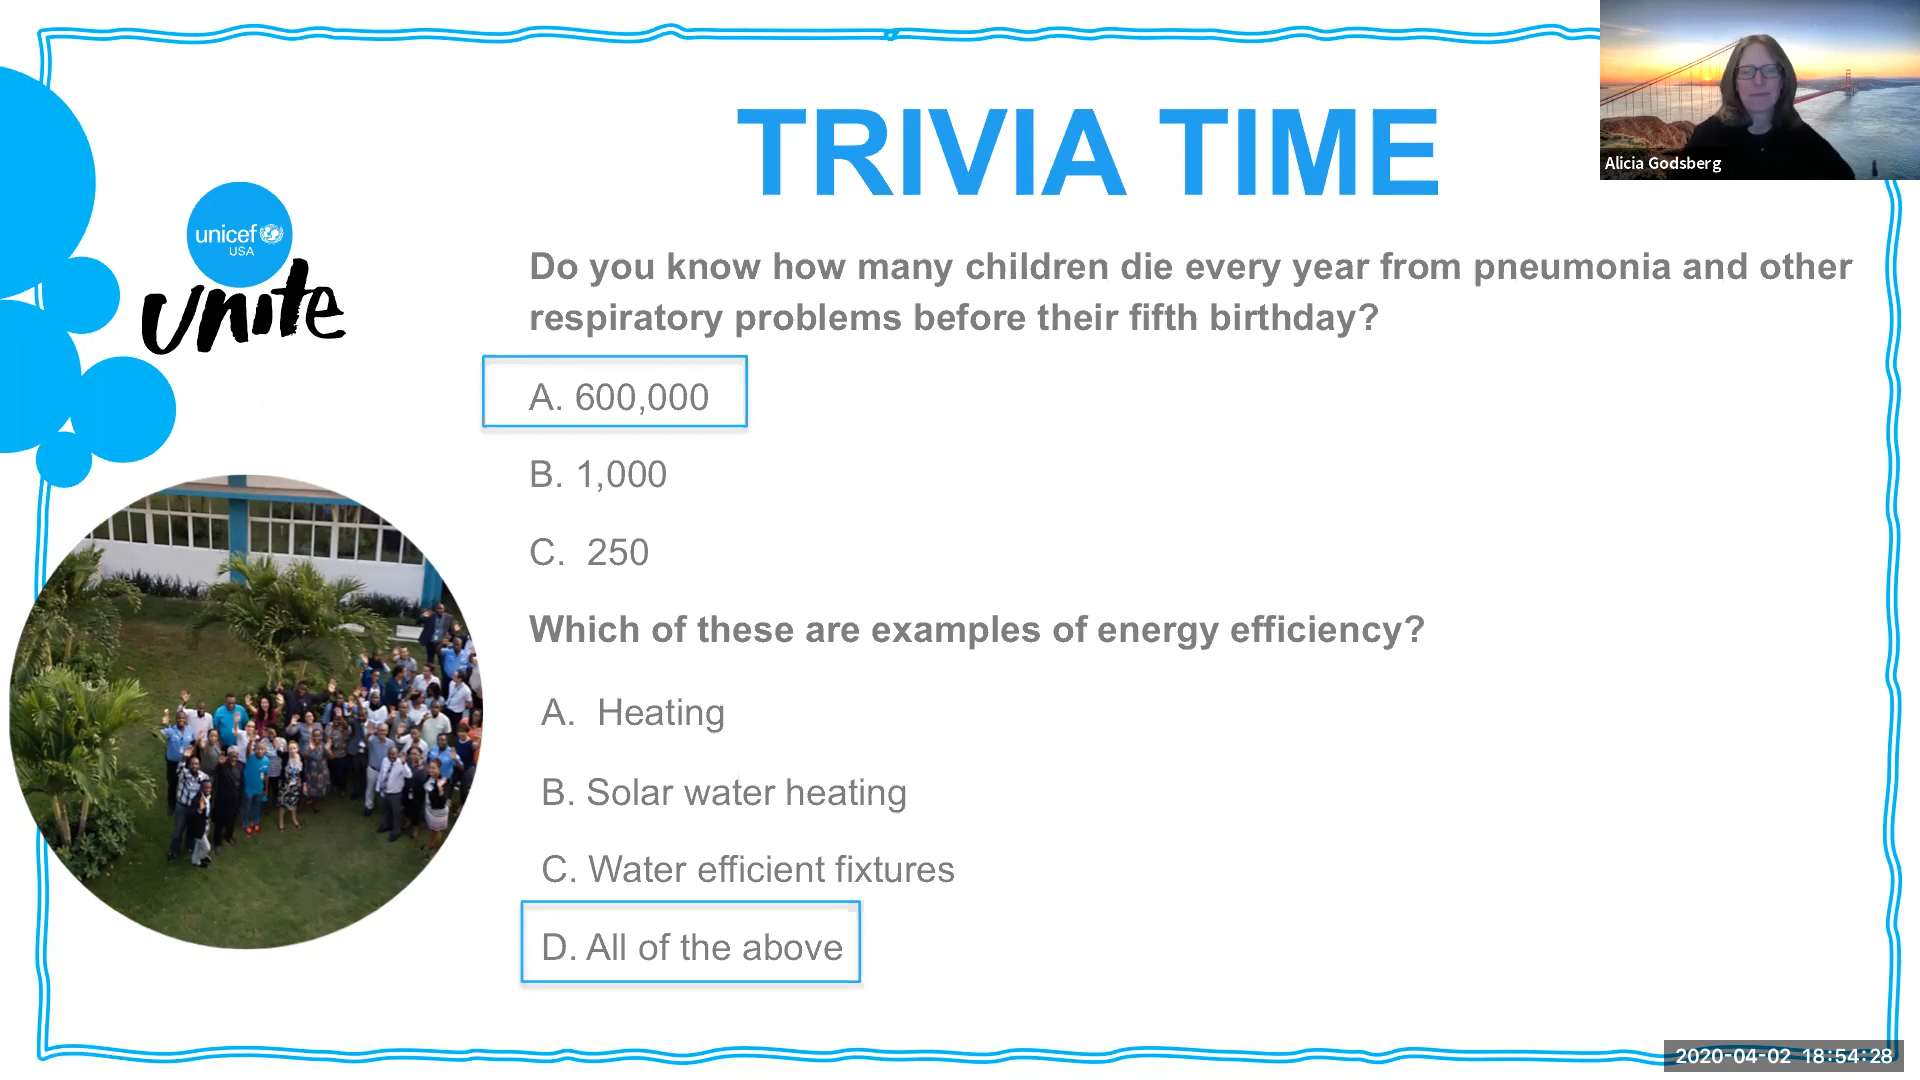 TRIVIA TIME
Alicia Godsberg
unicef
USA
unite
Do you know how many children die every year from pneumonia and other
respiratory problems before their fifth birthday?
A. 600,000
B. 1,000
C. 250
Which of these are examples of energy efficiency?
A. Heating
B. Solar water heating
C. Water efficient fixtures
D. All of the above
2020-04-02 18:54:28